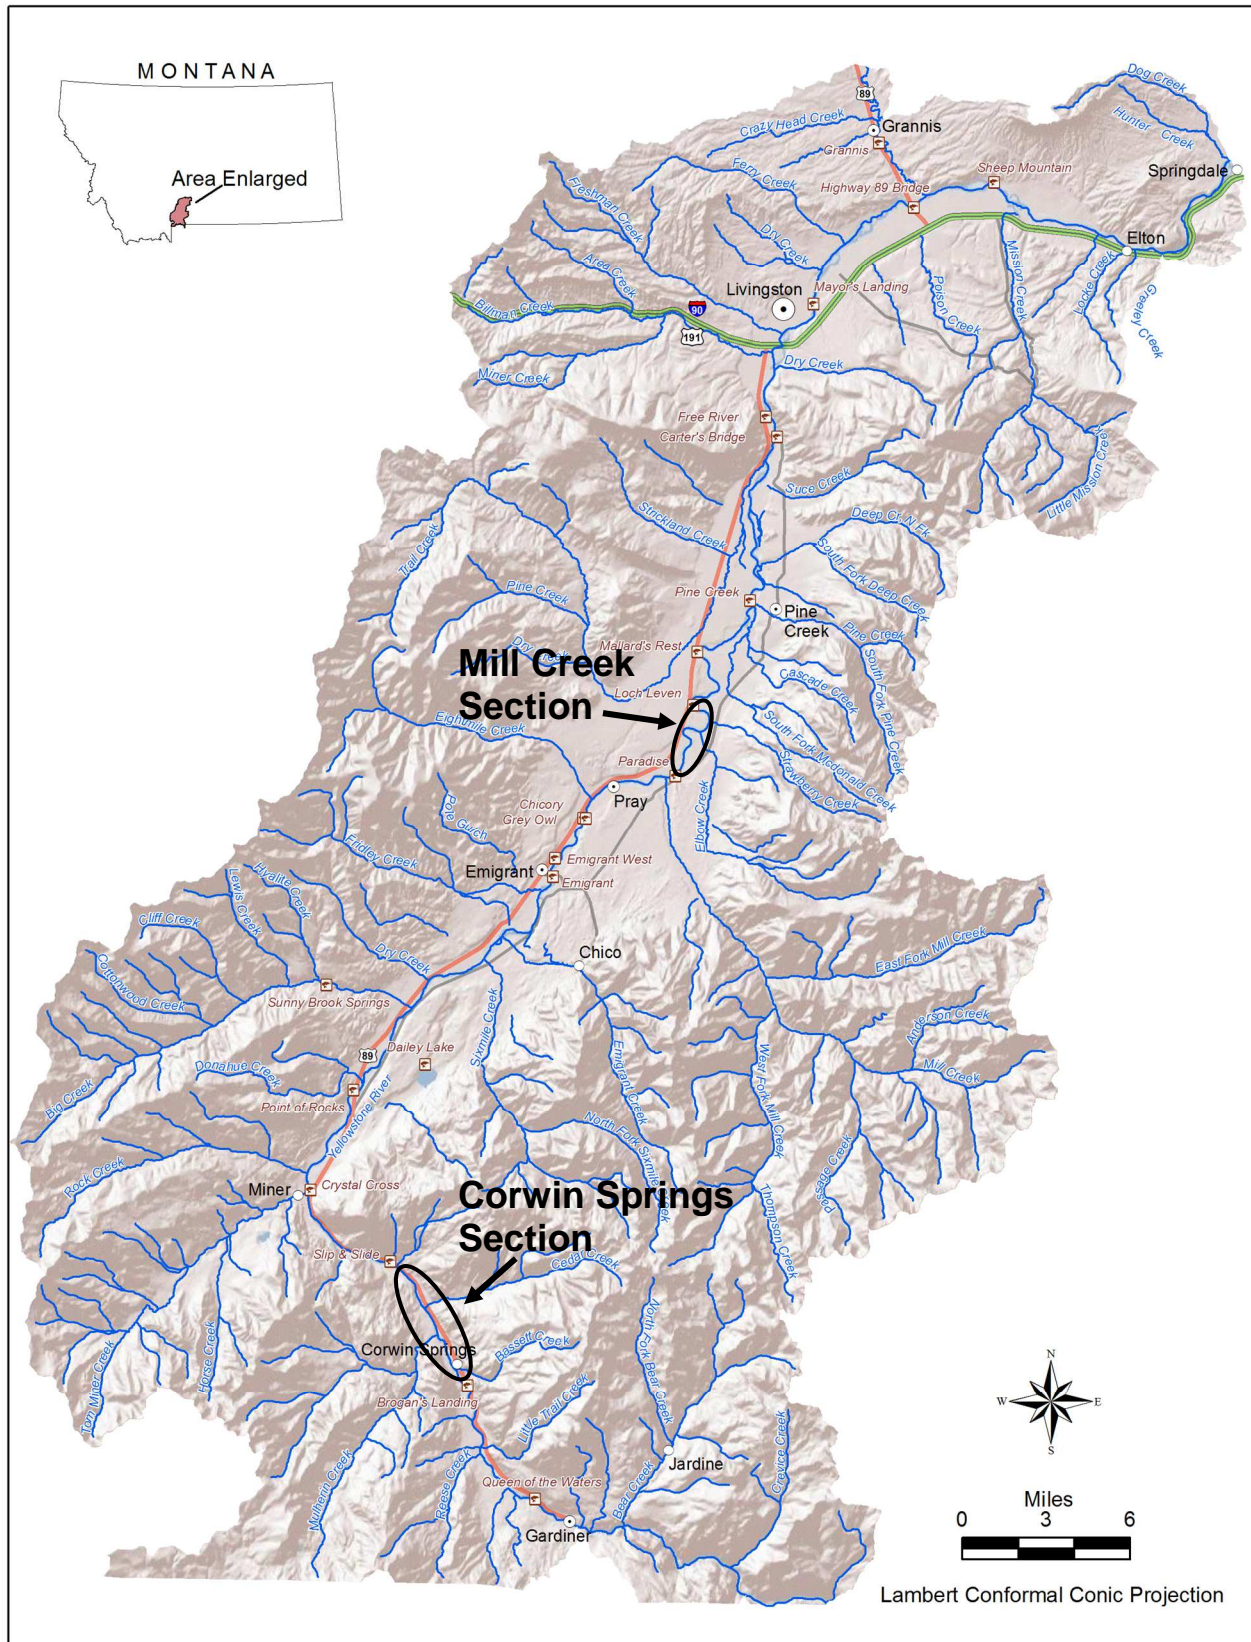 MONTANA
Area Enlarged
89
Dog Creek
Hunter Creek
Crazy Head Creek
Grannis
Grannis
Springdale
Ferry Creek
Sheep Mountain
Highway 89 Bridge
Freshman Creek
Dry Creek
Elton
Area Creek
Mission Creek
Livingston
Mayor's Landing
Poison Creek
Locke Creek
Greeley Creek
Billman Creek
90
191
Dry Creek
Miner Creek
Free River
Carter's Bridge
Little Mission Creek
Suce Creek
Strickland Creek
Deep Cr N Fk
Trail Creek
South Fork Deep Creek
Pine Creek
Pine Creek
Pine
Creek
Pine Creek
Mallard's Rest
Dry Creek
Mill Creek
Section
South Fork Pine Creek
Cascade Creek
Loch Leven
South Fork Mcdonald Creek
Eightmile Creek
Strawberry Creek
Paradise
Pray
Elbow Creek
Chicory
Grey Owl
Pole Gulch
Fridley Creek
Emigrant West
Emigrant
Emigrant
Hyalite Creek
Lewis Creek
Cliff Creek
Dry Creek
Chico
East Fork Mill Creek
Cottonwood Creek
Sunny Brook Springs
Sixmile Creek
Anderson Creek
Dailey Lake
89
Donahue Creek
Emigrant Creek
West Fork Mill Creek
Mill Creek
Big Creek
Point of Rocks
Yellowstone River
North Fork Sixmile Creek
Passage Creek
Rock Creek
Miner
Crystal Cross
Corwin Springs
Section
Thompson Creek
Slip & Slide
Cedar Creek
North Fork Bear Creek
Corwin Springs
Bassett Creek
Horse Creek
Tom Miner Creek
Brogan's Landing
Little Trail Creek
N
W
E
S
Jardine
Crevice Creek
Mulherin Creek
Reese Creek
Queen of the Waters
Bear Creek
Gardiner
Miles
0 3 6
Lambert Conformal Conic Projection